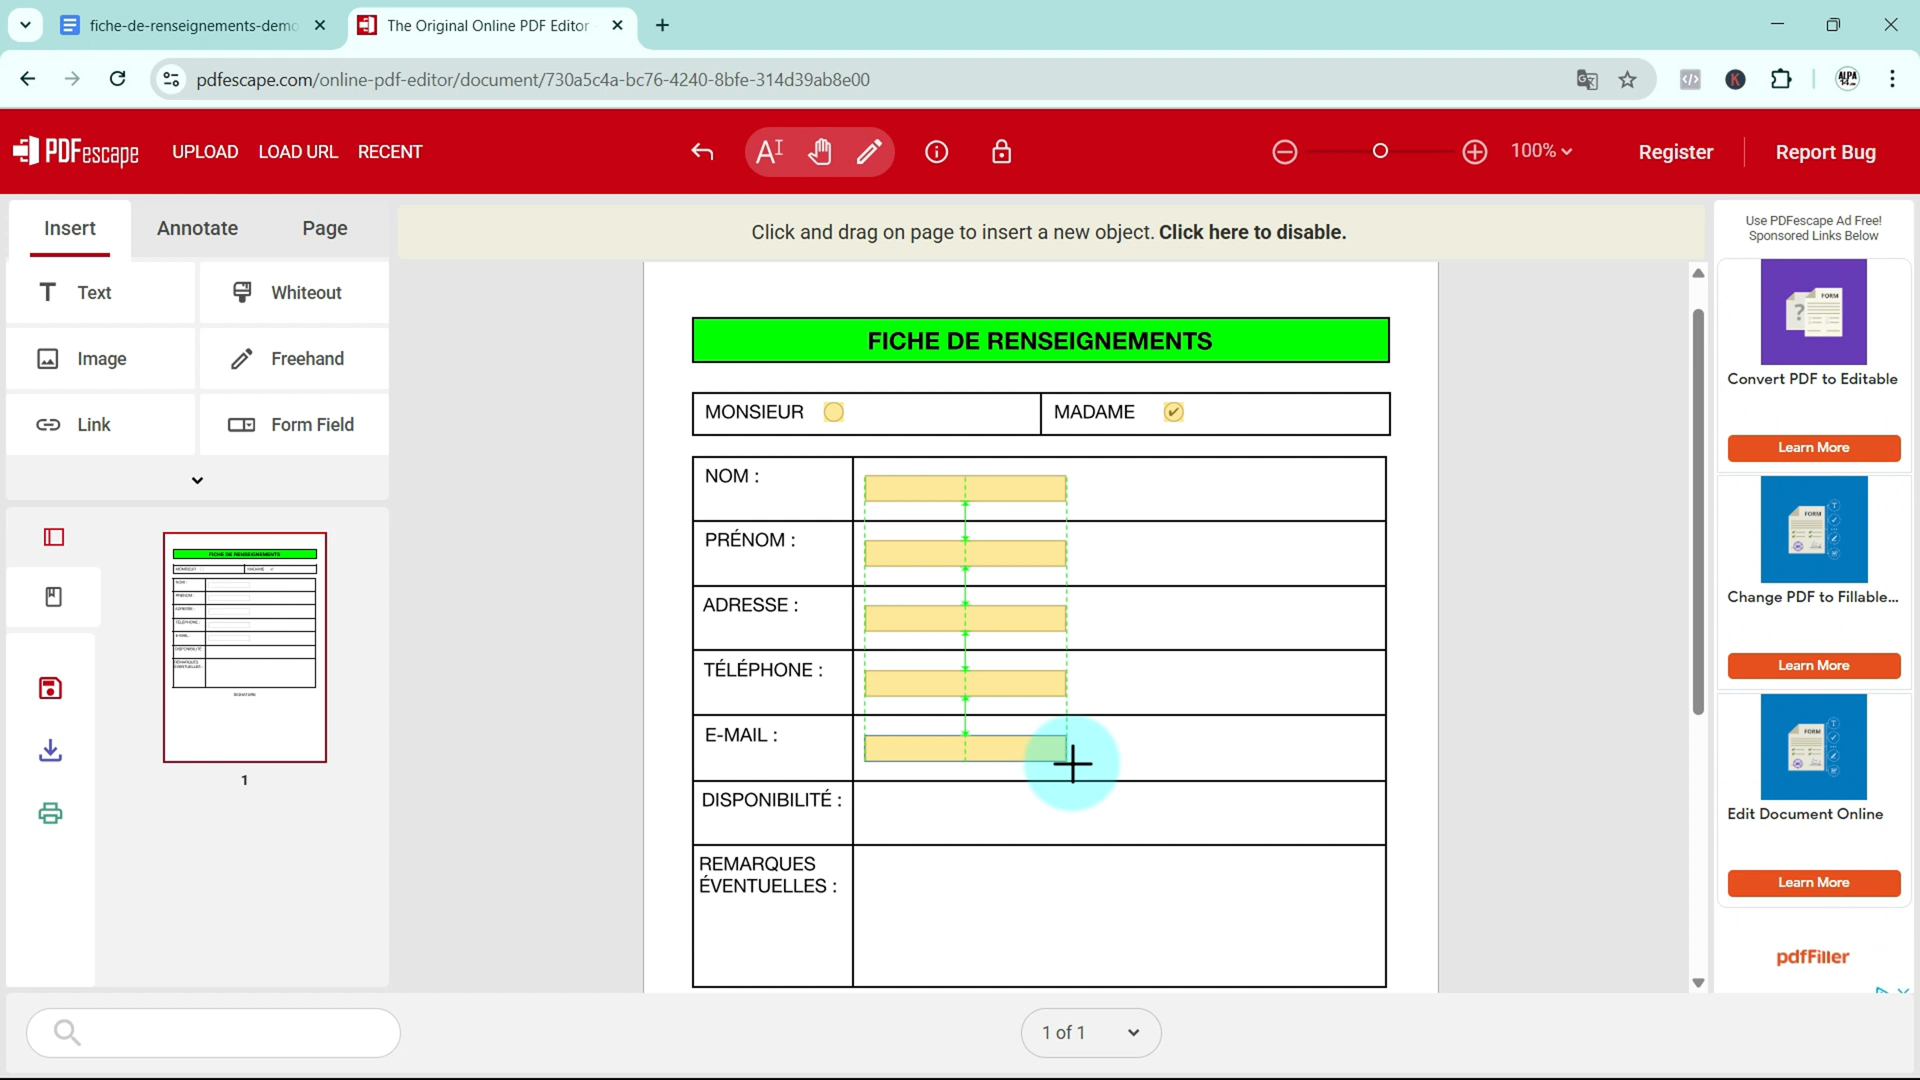 fiche-de-renseignements-demo
The Original Online PDF Editor
pdfescape.com/online-pdf-editor/document/730a5c4a-bc76-4240-8bfe-314d39ab8e00
PDFescape
UPLOAD
LOAD URL
RECENT
100%
Register
Report Bug
Insert
Annotate
Page
Click and drag on page to insert a new object. Click here to disable.
Use PDFescape Ad Free!
Sponsored Links Below
Text
Whiteout
Image
Freehand
Link
Form Field
FICHE DE RENSEIGNEMENTS
MONSIEUR
MADAME
NOM :
PRÉNOM :
ADRESSE :
TÉLÉPHONE :
E-MAIL :
DISPONIBILITÉ :
REMARQUES
ÉVENTUELLES :
1
FORM
Convert PDF to Editable
Learn More
FORM
Change PDF to Fillable...
Learn More
FORM
Edit Document Online
Learn More
pdfFiller
1 of 1